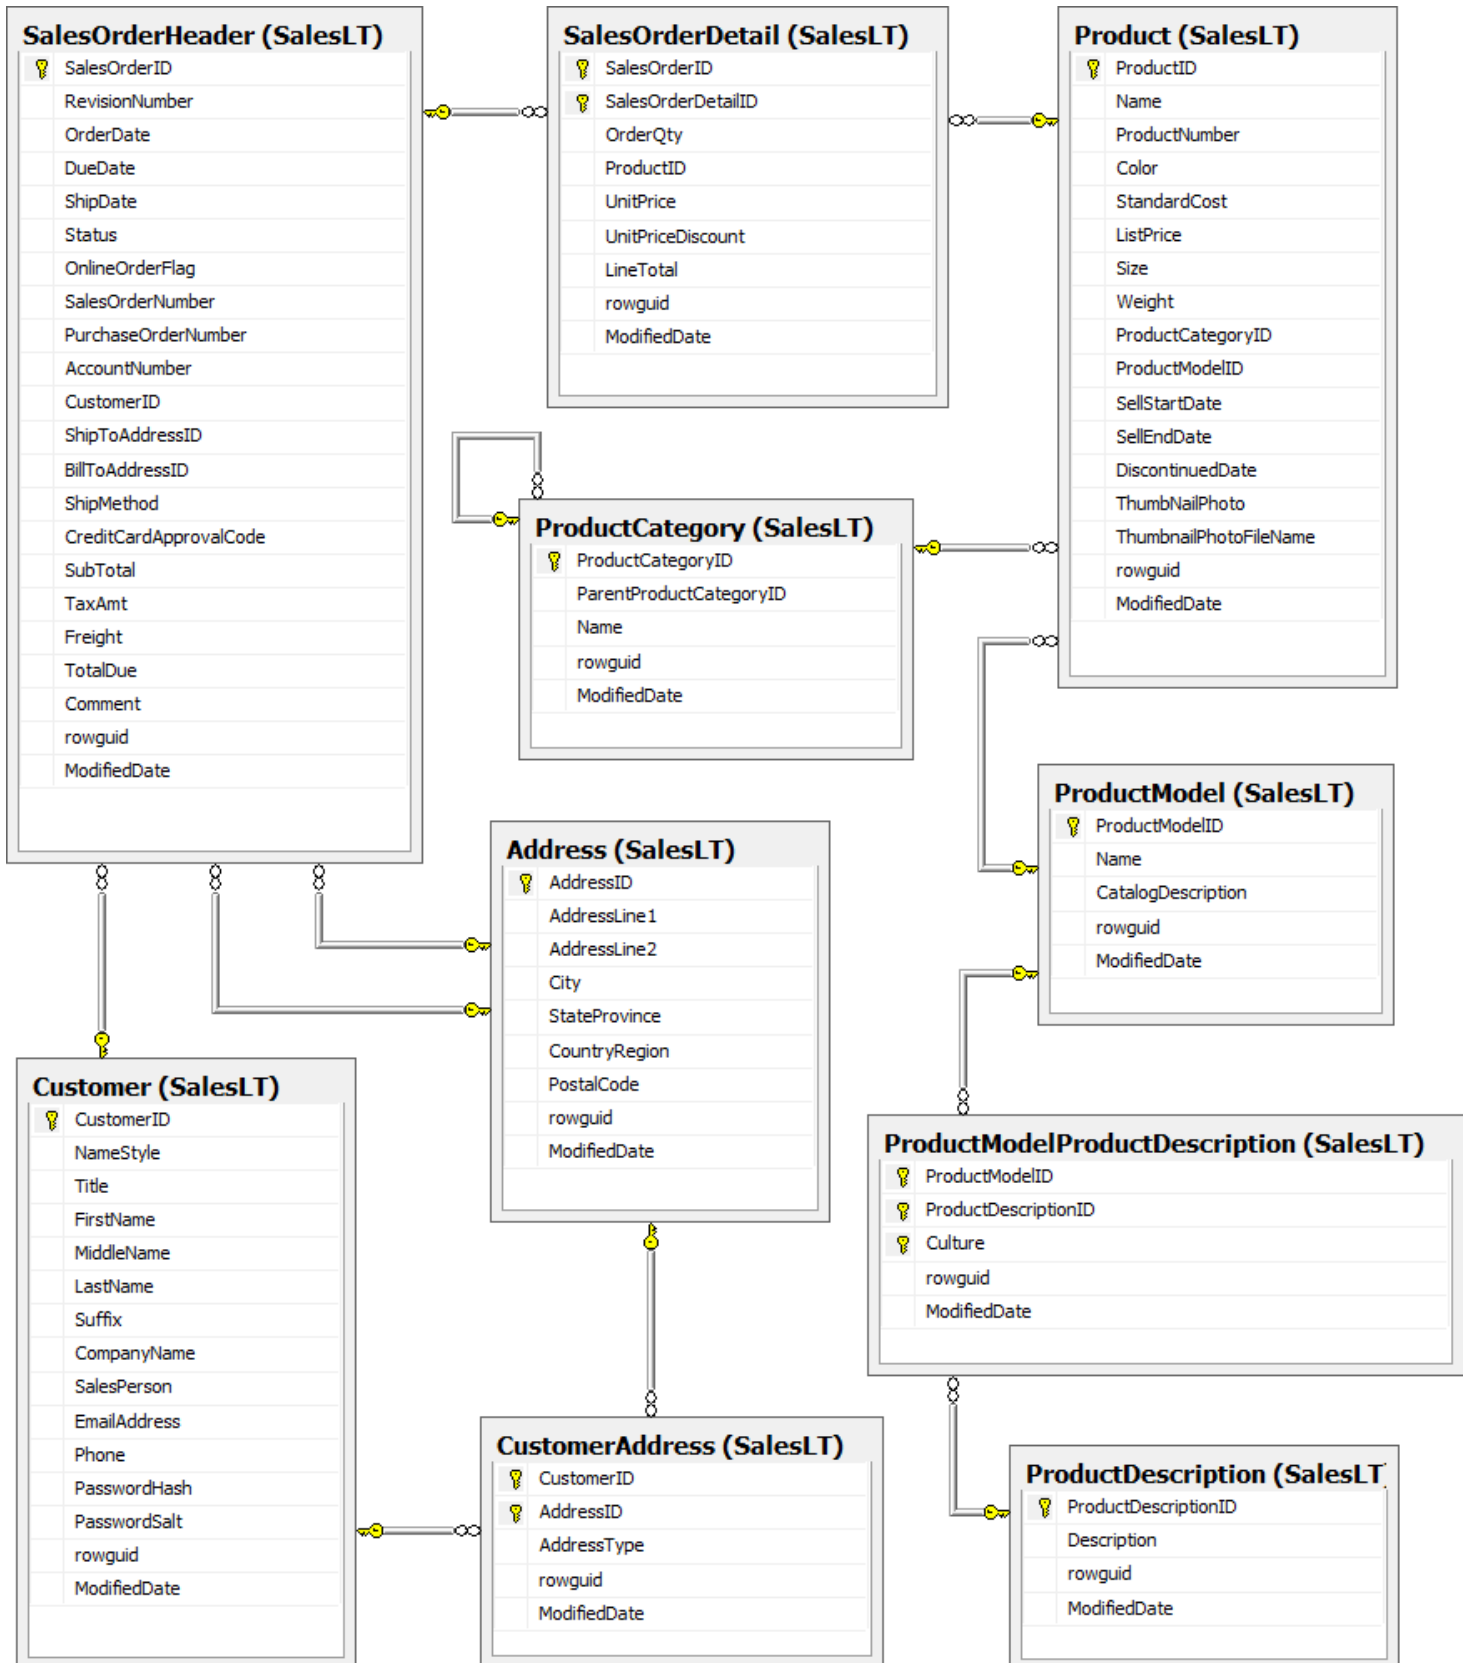 SalesOrderHeader (SalesLT)
SalesOrderID
RevisionNumber
OrderDate
DueDate
ShipDate
Status
OnlineOrderFlag
SalesOrderNumber
PurchaseOrderNumber
AccountNumber
CustomerID
ShipToAddressID
BillToAddressID
ShipMethod
CreditCardApprovalCode
SubTotal
TaxAmt
Freight
TotalDue
Comment
rowguid
ModifiedDate
SalesOrderDetail (SalesLT)
SalesOrderID
SalesOrderDetailID
OrderQty
ProductID
UnitPrice
UnitPriceDiscount
LineTotal
rowguid
ModifiedDate
Product (SalesLT)
ProductID
Name
ProductNumber
Color
StandardCost
ListPrice
Size
Weight
ProductCategoryID
ProductModelID
SellStartDate
SellEndDate
DiscontinuedDate
ThumbNailPhoto
ThumbnailPhotoFileName
rowguid
ModifiedDate
ProductCategory (SalesLT)
ProductCategoryID
ParentProductCategoryID
Name
rowguid
ModifiedDate
ProductModel (SalesLT)
ProductModelID
Name
CatalogDescription
rowguid
ModifiedDate
Address (SalesLT)
AddressID
AddressLine1
AddressLine2
City
StateProvince
CountryRegion
PostalCode
rowguid
ModifiedDate
Customer (SalesLT)
CustomerID
NameStyle
Title
FirstName
MiddleName
LastName
Suffix
CompanyName
SalesPerson
EmailAddress
Phone
PasswordHash
PasswordSalt
rowguid
ModifiedDate
ProductModelProductDescription (SalesLT)
ProductModelID
ProductDescriptionID
Culture
rowguid
ModifiedDate
CustomerAddress (SalesLT)
CustomerID
AddressID
AddressType
rowguid
ModifiedDate
ProductDescription (SalesLT
ProductDescriptionID
Description
rowguid
ModifiedDate